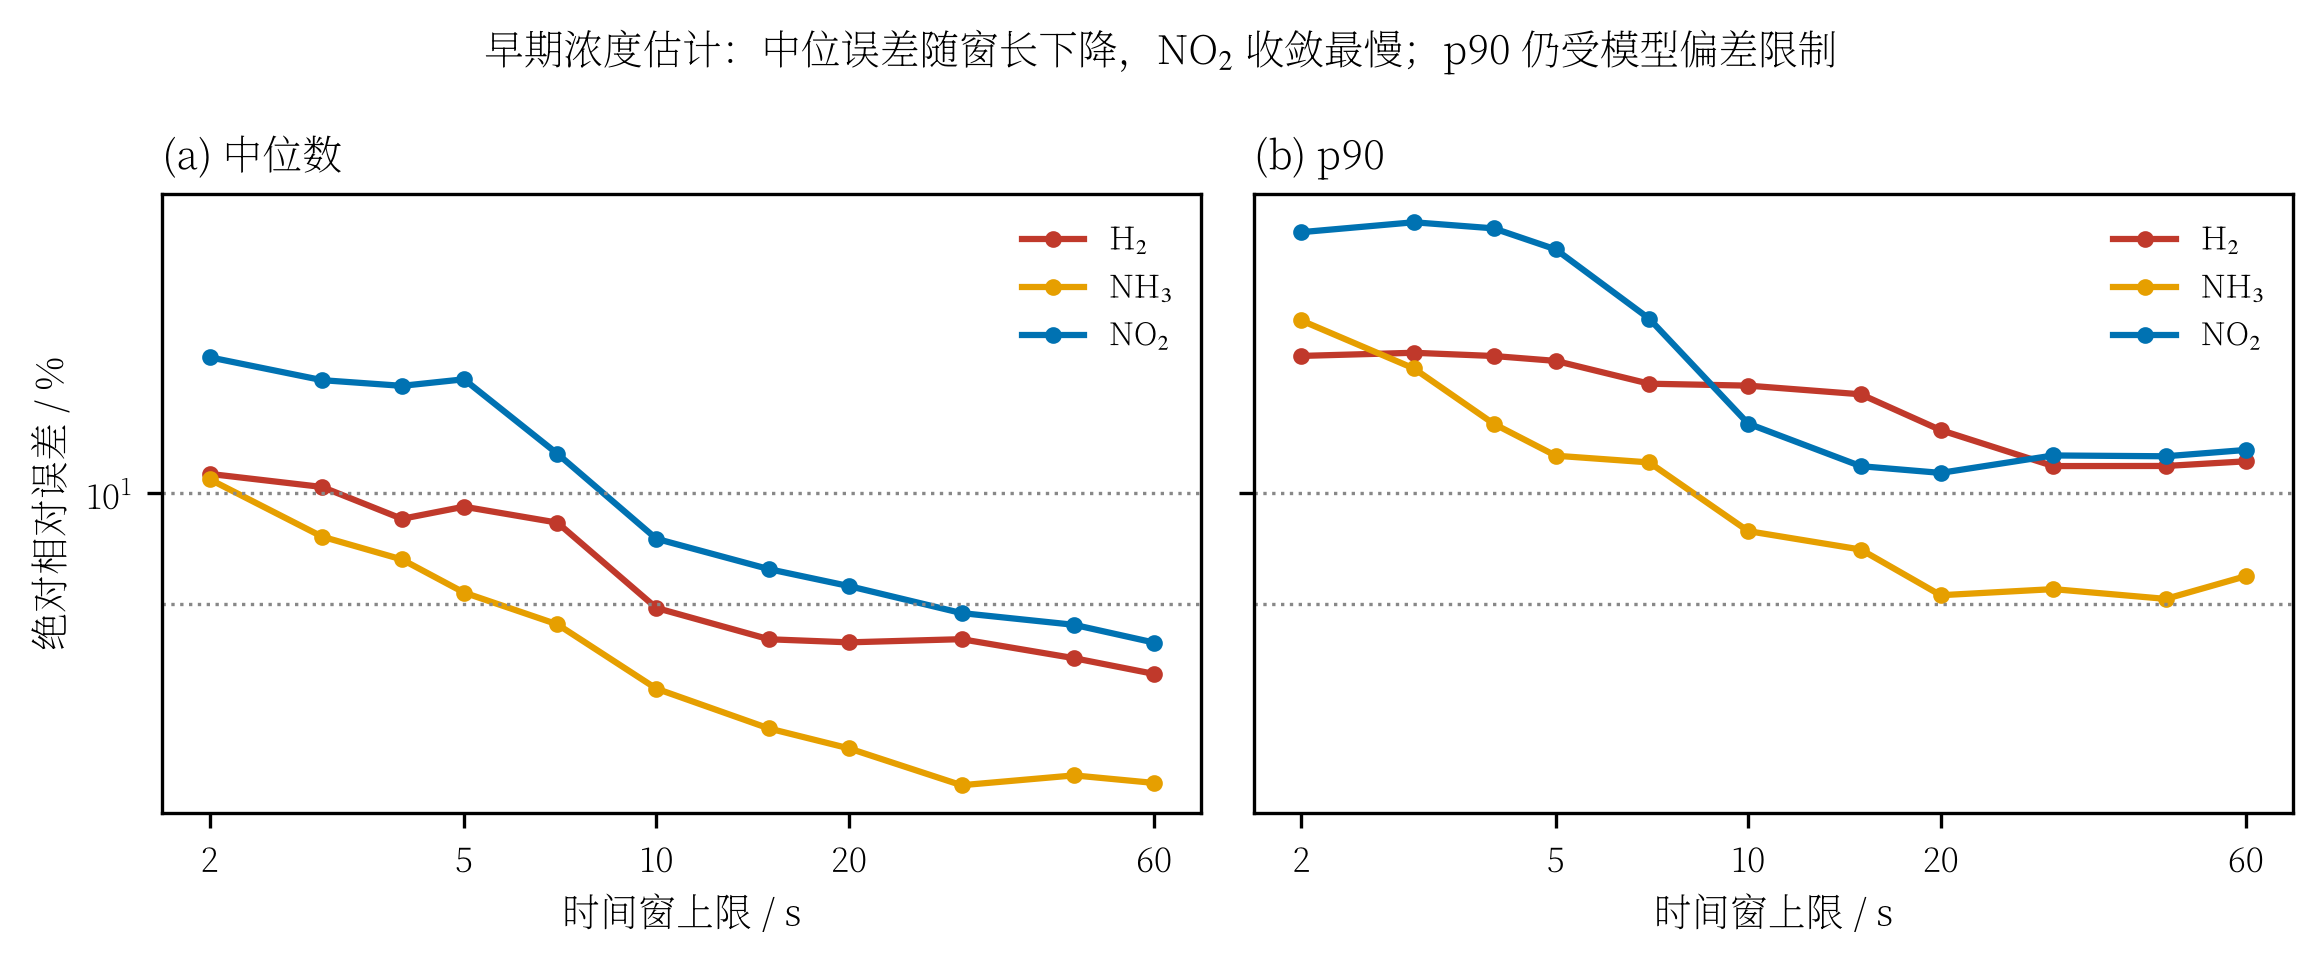 早期浓度估计：中位误差随窗长下降，NO₂ 收敛最慢；p90 仍受模型偏差限制
(a) 中位数
H₂
NH₃
NO₂
绝对相对误差 / %
10¹
2 5 10 20 60
时间窗上限 / s
(b) p90
H₂
NH₃
NO₂
2 5 10 20 60
时间窗上限 / s